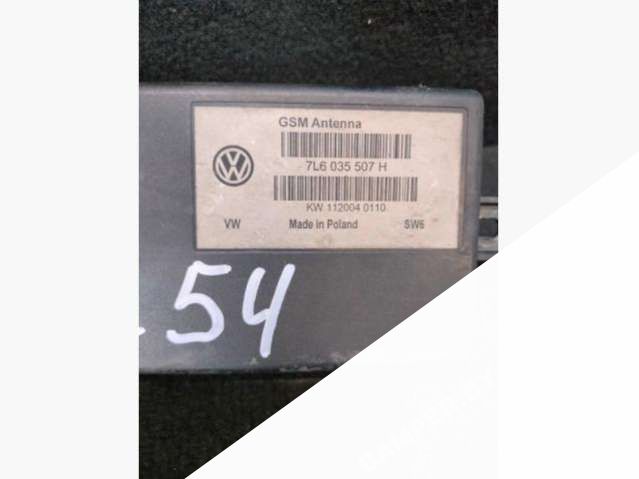 GSM Antenna
7L6 035 507 H
KW 112004 0110
VW Made in Poland SW6
54